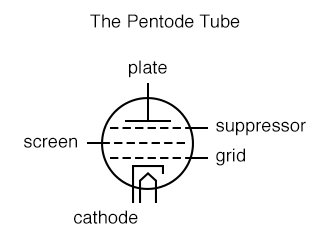 The Pentode Tube
plate
suppressor
screen
grid
cathode